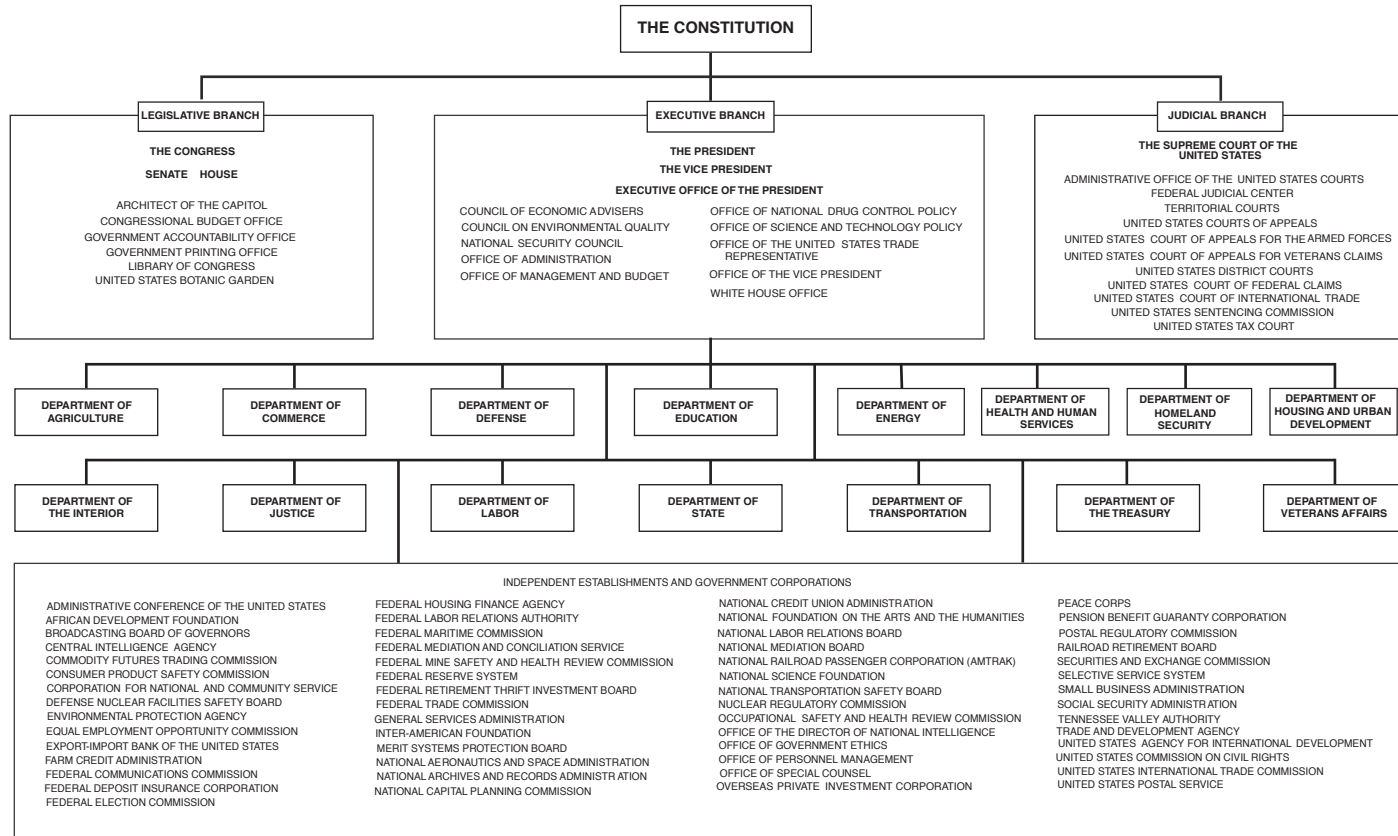 THE CONSTITUTION
LEGISLATIVE BRANCH
THE CONGRESS
SENATE HOUSE
ARCHITECT OF THE CAPITOL
CONGRESSIONAL BUDGET OFFICE
GOVERNMENT ACCOUNTABILITY OFFICE
GOVERNMENT PRINTING OFFICE
LIBRARY OF CONGRESS
UNITED STATES BOTANIC GARDEN
EXECUTIVE BRANCH
THE PRESIDENT
THE VICE PRESIDENT
EXECUTIVE OFFICE OF THE PRESIDENT
COUNCIL OF ECONOMIC ADVISERS
COUNCIL ON ENVIRONMENTAL QUALITY
NATIONAL SECURITY COUNCIL
OFFICE OF ADMINISTRATION
OFFICE OF MANAGEMENT AND BUDGET
OFFICE OF NATIONAL DRUG CONTROL POLICY
OFFICE OF SCIENCE AND TECHNOLOGY POLICY
OFFICE OF THE UNITED STATES TRADE
REPRESENTATIVE
OFFICE OF THE VICE PRESIDENT
WHITE HOUSE OFFICE
JUDICIAL BRANCH
THE SUPREME COURT OF THE
UNITED STATES
ADMINISTRATIVE OFFICE OF THE UNITED STATES COURTS
FEDERAL JUDICIAL CENTER
TERRITORIAL COURTS
UNITED STATES COURTS OF APPEALS
UNITED STATES COURT OF APPEALS FOR THE ARMED FORCES
UNITED STATES COURT OF APPEALS FOR VETERANS CLAIMS
UNITED STATES DISTRICT COURTS
UNITED STATES COURT OF FEDERAL CLAIMS
UNITED STATES COURT OF INTERNATIONAL TRADE
UNITED STATES SENTENCING COMMISSION
UNITED STATES TAX COURT
DEPARTMENT OF
AGRICULTURE
DEPARTMENT OF
COMMERCE
DEPARTMENT OF
DEFENSE
DEPARTMENT OF
EDUCATION
DEPARTMENT OF
ENERGY
DEPARTMENT OF
HEALTH AND HUMAN
SERVICES
DEPARTMENT OF
HOMELAND
SECURITY
DEPARTMENT OF
HOUSING AND URBAN
DEVELOPMENT
DEPARTMENT OF
THE INTERIOR
DEPARTMENT OF
JUSTICE
DEPARTMENT OF
LABOR
DEPARTMENT OF
STATE
DEPARTMENT OF
TRANSPORTATION
DEPARTMENT OF
THE TREASURY
DEPARTMENT OF
VETERANS AFFAIRS
INDEPENDENT ESTABLISHMENTS AND GOVERNMENT CORPORATIONS
ADMINISTRATIVE CONFERENCE OF THE UNITED STATES
AFRICAN DEVELOPMENT FOUNDATION
BROADCASTING BOARD OF GOVERNORS
CENTRAL INTELLIGENCE AGENCY
COMMODITY FUTURES TRADING COMMISSION
CONSUMER PRODUCT SAFETY COMMISSION
CORPORATION FOR NATIONAL AND COMMUNITY SERVICE
DEFENSE NUCLEAR FACILITIES SAFETY BOARD
ENVIRONMENTAL PROTECTION AGENCY
EQUAL EMPLOYMENT OPPORTUNITY COMMISSION
EXPORT-IMPORT BANK OF THE UNITED STATES
FARM CREDIT ADMINISTRATION
FEDERAL COMMUNICATIONS COMMISSION
FEDERAL DEPOSIT INSURANCE CORPORATION
FEDERAL ELECTION COMMISSION
FEDERAL HOUSING FINANCE AGENCY
FEDERAL LABOR RELATIONS AUTHORITY
FEDERAL MARITIME COMMISSION
FEDERAL MEDIATION AND CONCILIATION SERVICE
FEDERAL MINE SAFETY AND HEALTH REVIEW COMMISSION
FEDERAL RESERVE SYSTEM
FEDERAL RETIREMENT THRIFT INVESTMENT BOARD
FEDERAL TRADE COMMISSION
GENERAL SERVICES ADMINISTRATION
INTER-AMERICAN FOUNDATION
MERIT SYSTEMS PROTECTION BOARD
NATIONAL AERONAUTICS AND SPACE ADMINISTRATION
NATIONAL ARCHIVES AND RECORDS ADMINISTRATION
NATIONAL CAPITAL PLANNING COMMISSION
NATIONAL CREDIT UNION ADMINISTRATION
NATIONAL FOUNDATION ON THE ARTS AND THE HUMANITIES
NATIONAL LABOR RELATIONS BOARD
NATIONAL MEDIATION BOARD
NATIONAL RAILROAD PASSENGER CORPORATION (AMTRAK)
NATIONAL SCIENCE FOUNDATION
NATIONAL TRANSPORTATION SAFETY BOARD
NUCLEAR REGULATORY COMMISSION
OCCUPATIONAL SAFETY AND HEALTH REVIEW COMMISSION
OFFICE OF THE DIRECTOR OF NATIONAL INTELLIGENCE
OFFICE OF GOVERNMENT ETHICS
OFFICE OF PERSONNEL MANAGEMENT
OFFICE OF SPECIAL COUNSEL
OVERSEAS PRIVATE INVESTMENT CORPORATION
PEACE CORPS
PENSION BENEFIT GUARANTY CORPORATION
POSTAL REGULATORY COMMISSION
RAILROAD RETIREMENT BOARD
SECURITIES AND EXCHANGE COMMISSION
SELECTIVE SERVICE SYSTEM
SMALL BUSINESS ADMINISTRATION
SOCIAL SECURITY ADMINISTRATION
TENNESSEE VALLEY AUTHORITY
TRADE AND DEVELOPMENT AGENCY
UNITED STATES AGENCY FOR INTERNATIONAL DEVELOPMENT
UNITED STATES COMMISSION ON CIVIL RIGHTS
UNITED STATES INTERNATIONAL TRADE COMMISSION
UNITED STATES POSTAL SERVICE